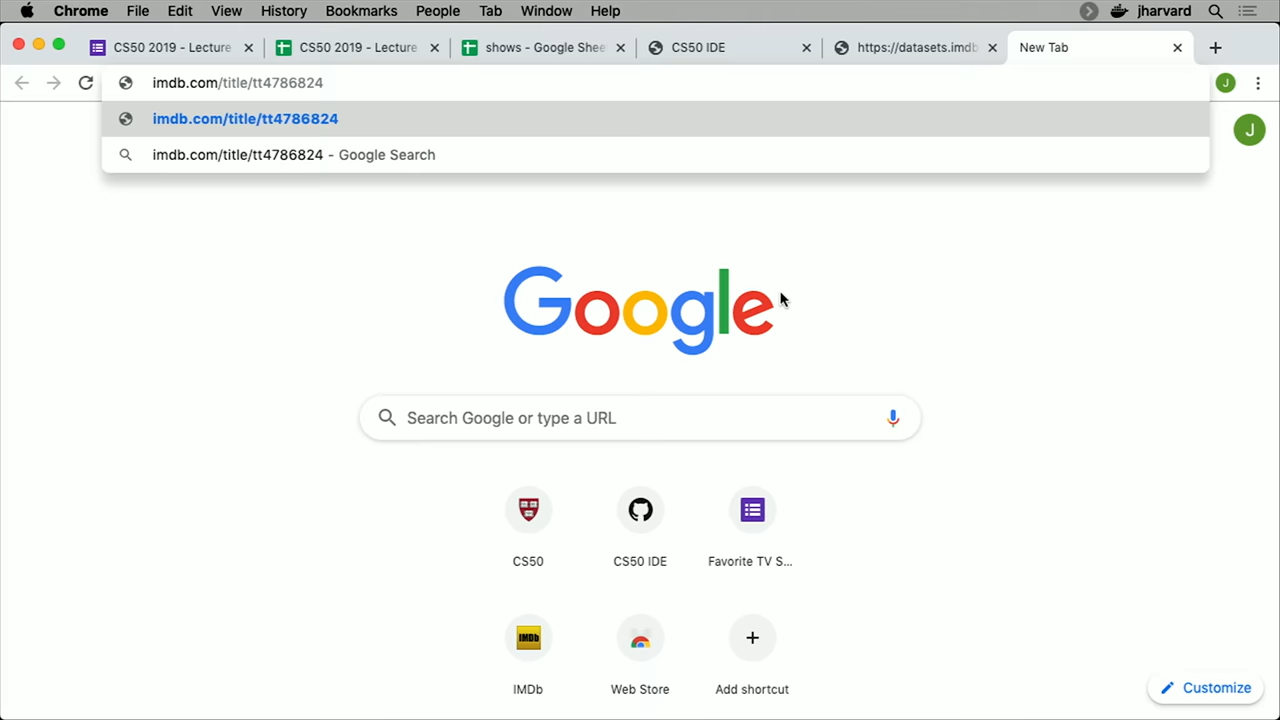 Chrome File Edit View History Bookmarks People Tab Window Help jharvard
CS50 2019 - Lecture
CS50 2019 - Lecture
shows - Google Shee
CS50 IDE
https://datasets.imdb
New Tab
imdb.com/title/tt4786824
J
imdb.com/title/tt4786824
imdb.com/title/tt4786824 - Google Search
J
Google
Search Google or type a URL
CS50
CS50 IDE
Favorite TV S...
IMDb
IMDb
Web Store
Add shortcut
Customize